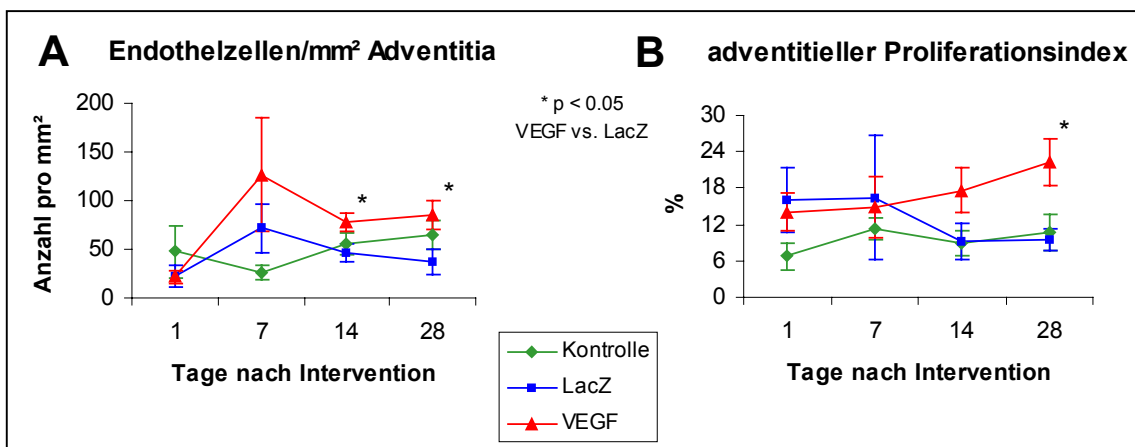 A Endothelzellen/mm² Adventitia
Anzahl pro mm²
200
150
100
50
0
*
*
1 7 14 28
Tage nach Intervention
* p < 0.05
VEGF vs. LacZ
Kontrolle
LacZ
VEGF
B adventitieller Proliferationsindex
%
30
24
18
12
6
0
*
1 7 14 28
Tage nach Intervention